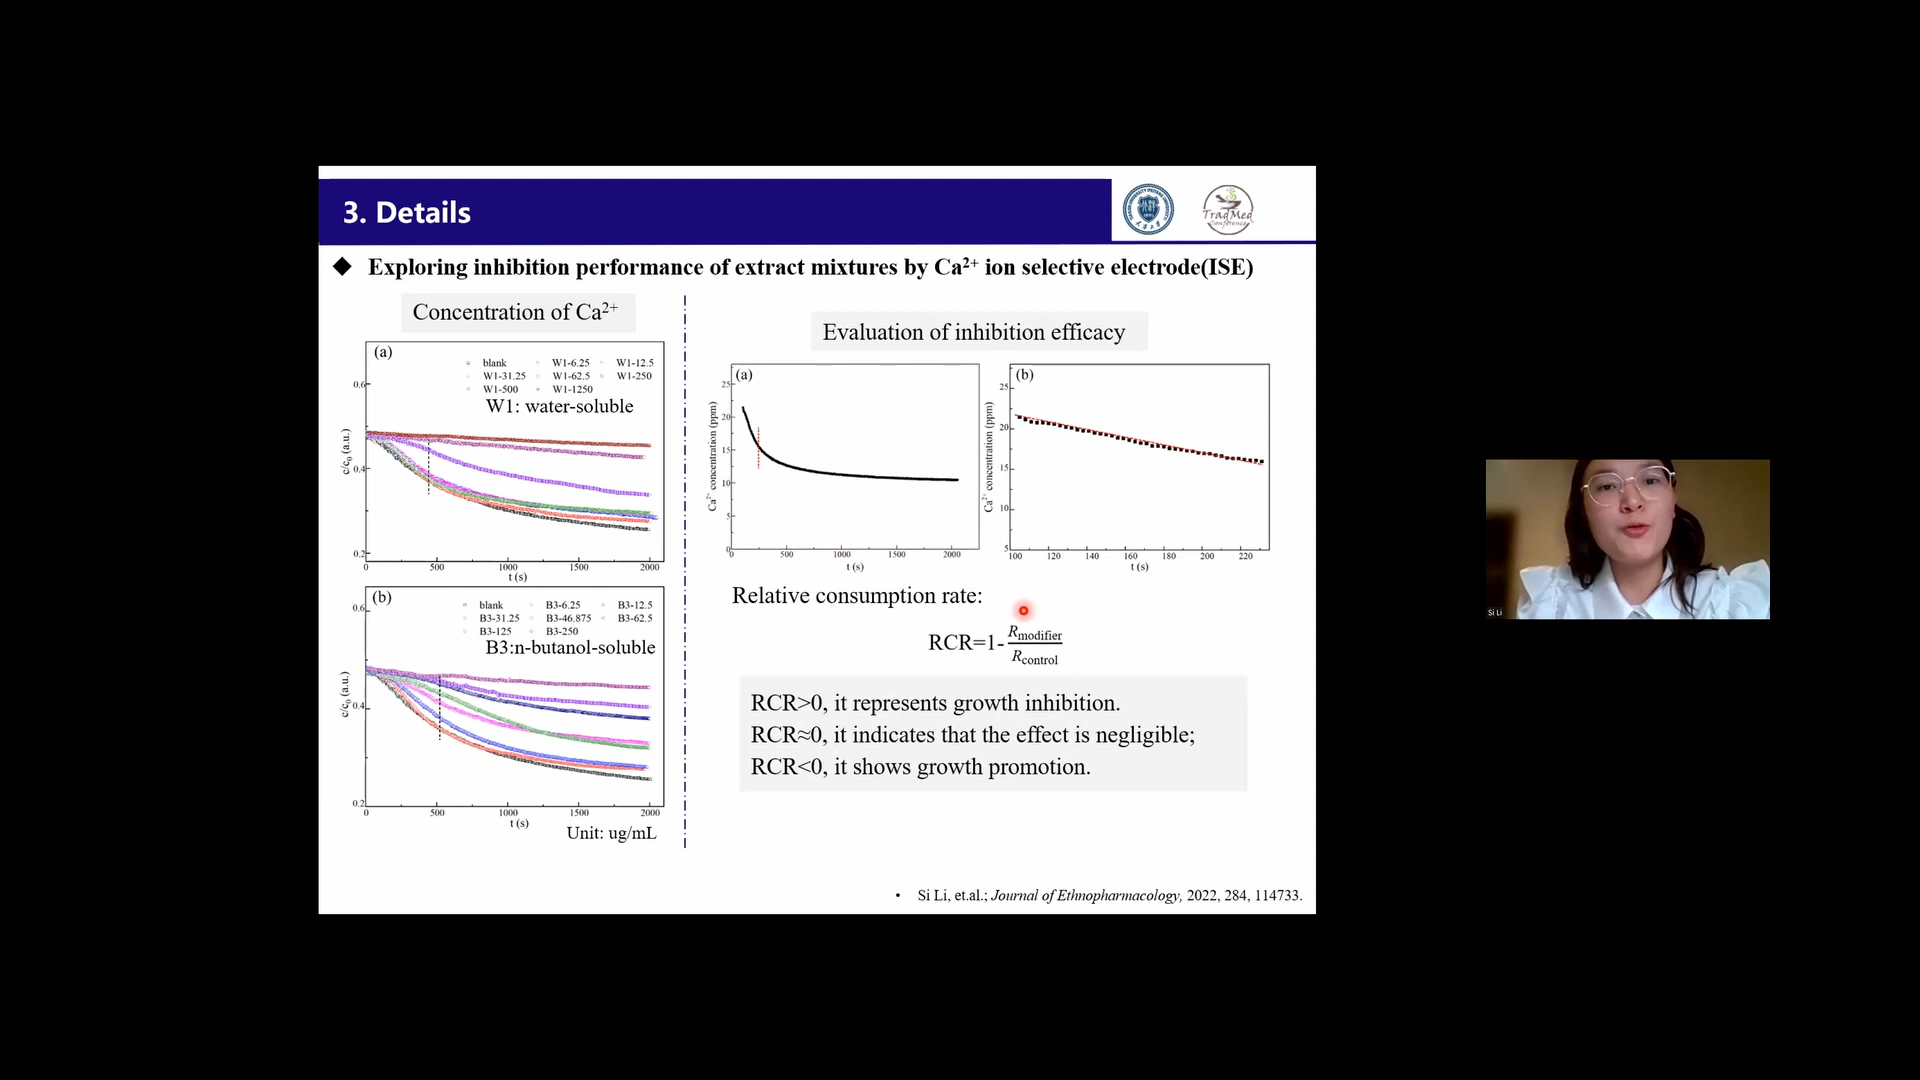 3. Details
TradMed
Conference
◆ Exploring inhibition performance of extract mixtures by Ca²⁺ ion selective electrode(ISE)
Concentration of Ca²⁺
(a)
blank W1-6.25 W1-12.5
W1-31.25 W1-62.5 W1-250
W1-500 W1-1250
W1: water-soluble
0.6
0.4
0.2
c/c₀ (a.u.)
0 500 1000 1500 2000
t (s)
(b)
blank B3-6.25 B3-12.5
B3-31.25 B3-46.875 B3-62.5
B3-125 B3-250
B3:n-butanol-soluble
0.6
0.4
0.2
c/c₀ (a.u.)
0 500 1000 1500 2000
t (s)
Unit: ug/mL
Evaluation of inhibition efficacy
(a)
25
20
15
10
5
0
Ca²⁺ concentration (ppm)
500 1000 1500 2000
t (s)
(b)
25
20
15
10
5
Ca²⁺ concentration (ppm)
100 120 140 160 180 200 220
t (s)
Relative consumption rate:
RCR=1-Rmodifier/Rcontrol
RCR>0, it represents growth inhibition.
RCR≈0, it indicates that the effect is negligible;
RCR<0, it shows growth promotion.
• Si Li, et.al.; Journal of Ethnopharmacology, 2022, 284, 114733.
Si Li